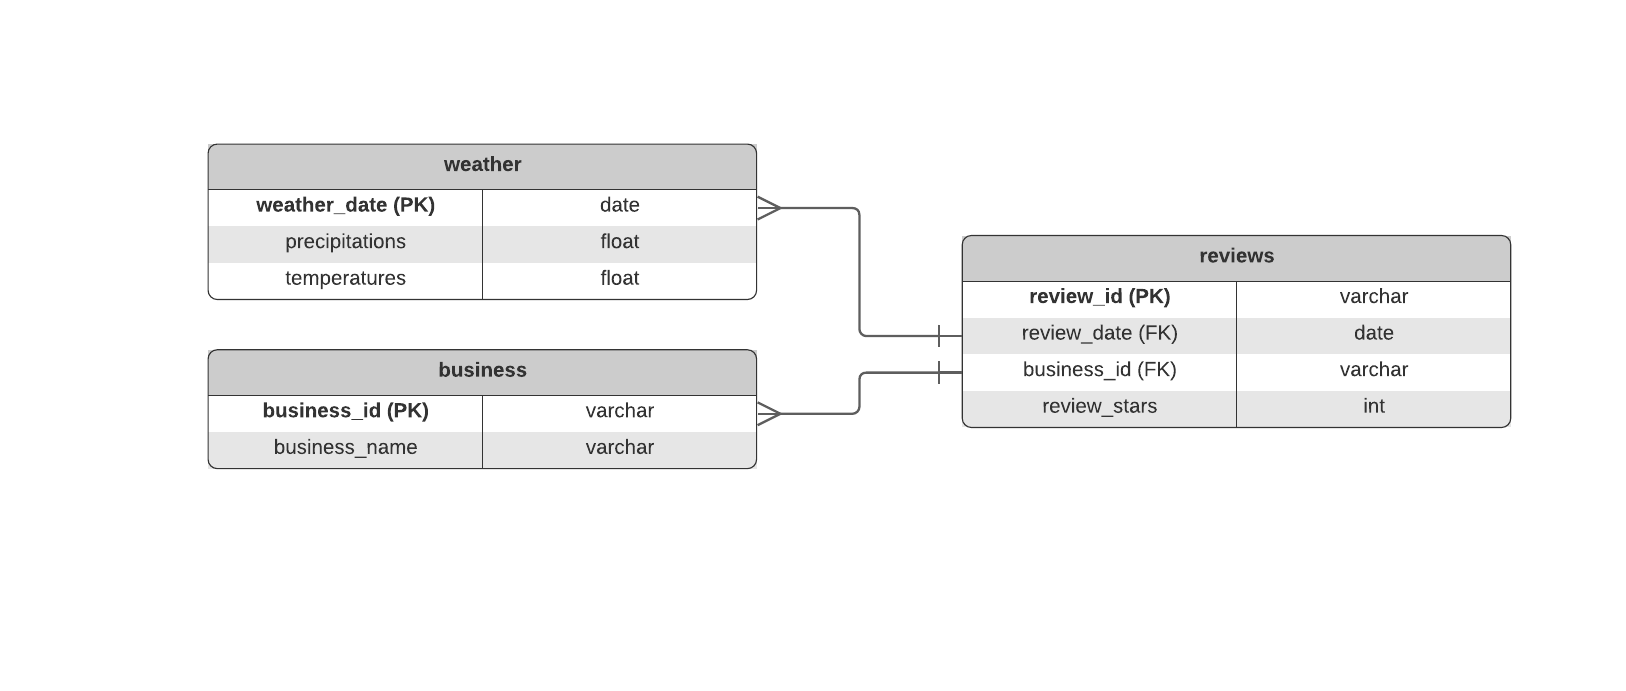 weather
weather_date (PK) date
precipitations float
temperatures float
business
business_id (PK) varchar
business_name varchar
reviews
review_id (PK) varchar
review_date (FK) date
business_id (FK) varchar
review_stars int